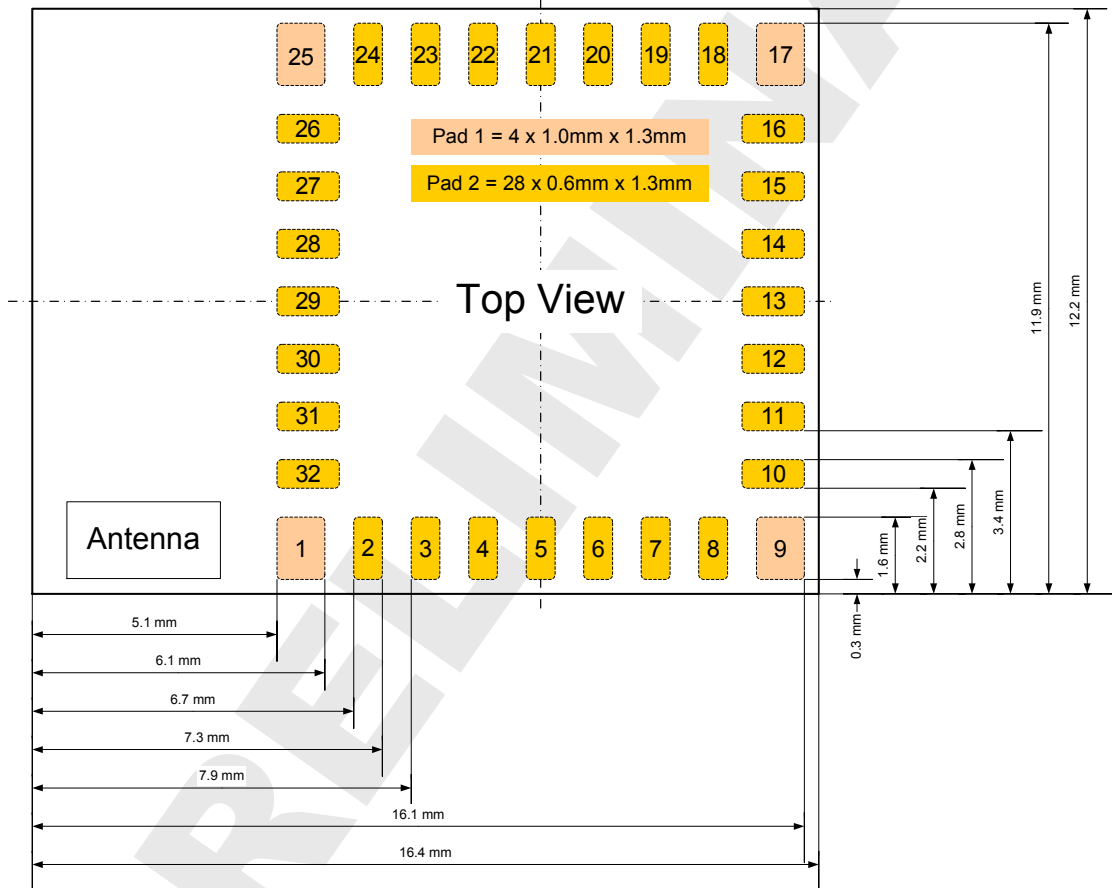 25 24 23 22 21 20 19 18 17
26 16
Pad 1 = 4 x 1.0mm x 1.3mm
Pad 2 = 28 x 0.6mm x 1.3mm
27 15
28 14
29 Top View 13
30 12
31 11
32 10
Antenna
1 2 3 4 5 6 7 8 9
11.9 mm
12.2 mm
3.4 mm
2.8 mm
2.2 mm
1.6 mm
0.3 mm
5.1 mm
6.1 mm
6.7 mm
7.3 mm
7.9 mm
16.1 mm
16.4 mm